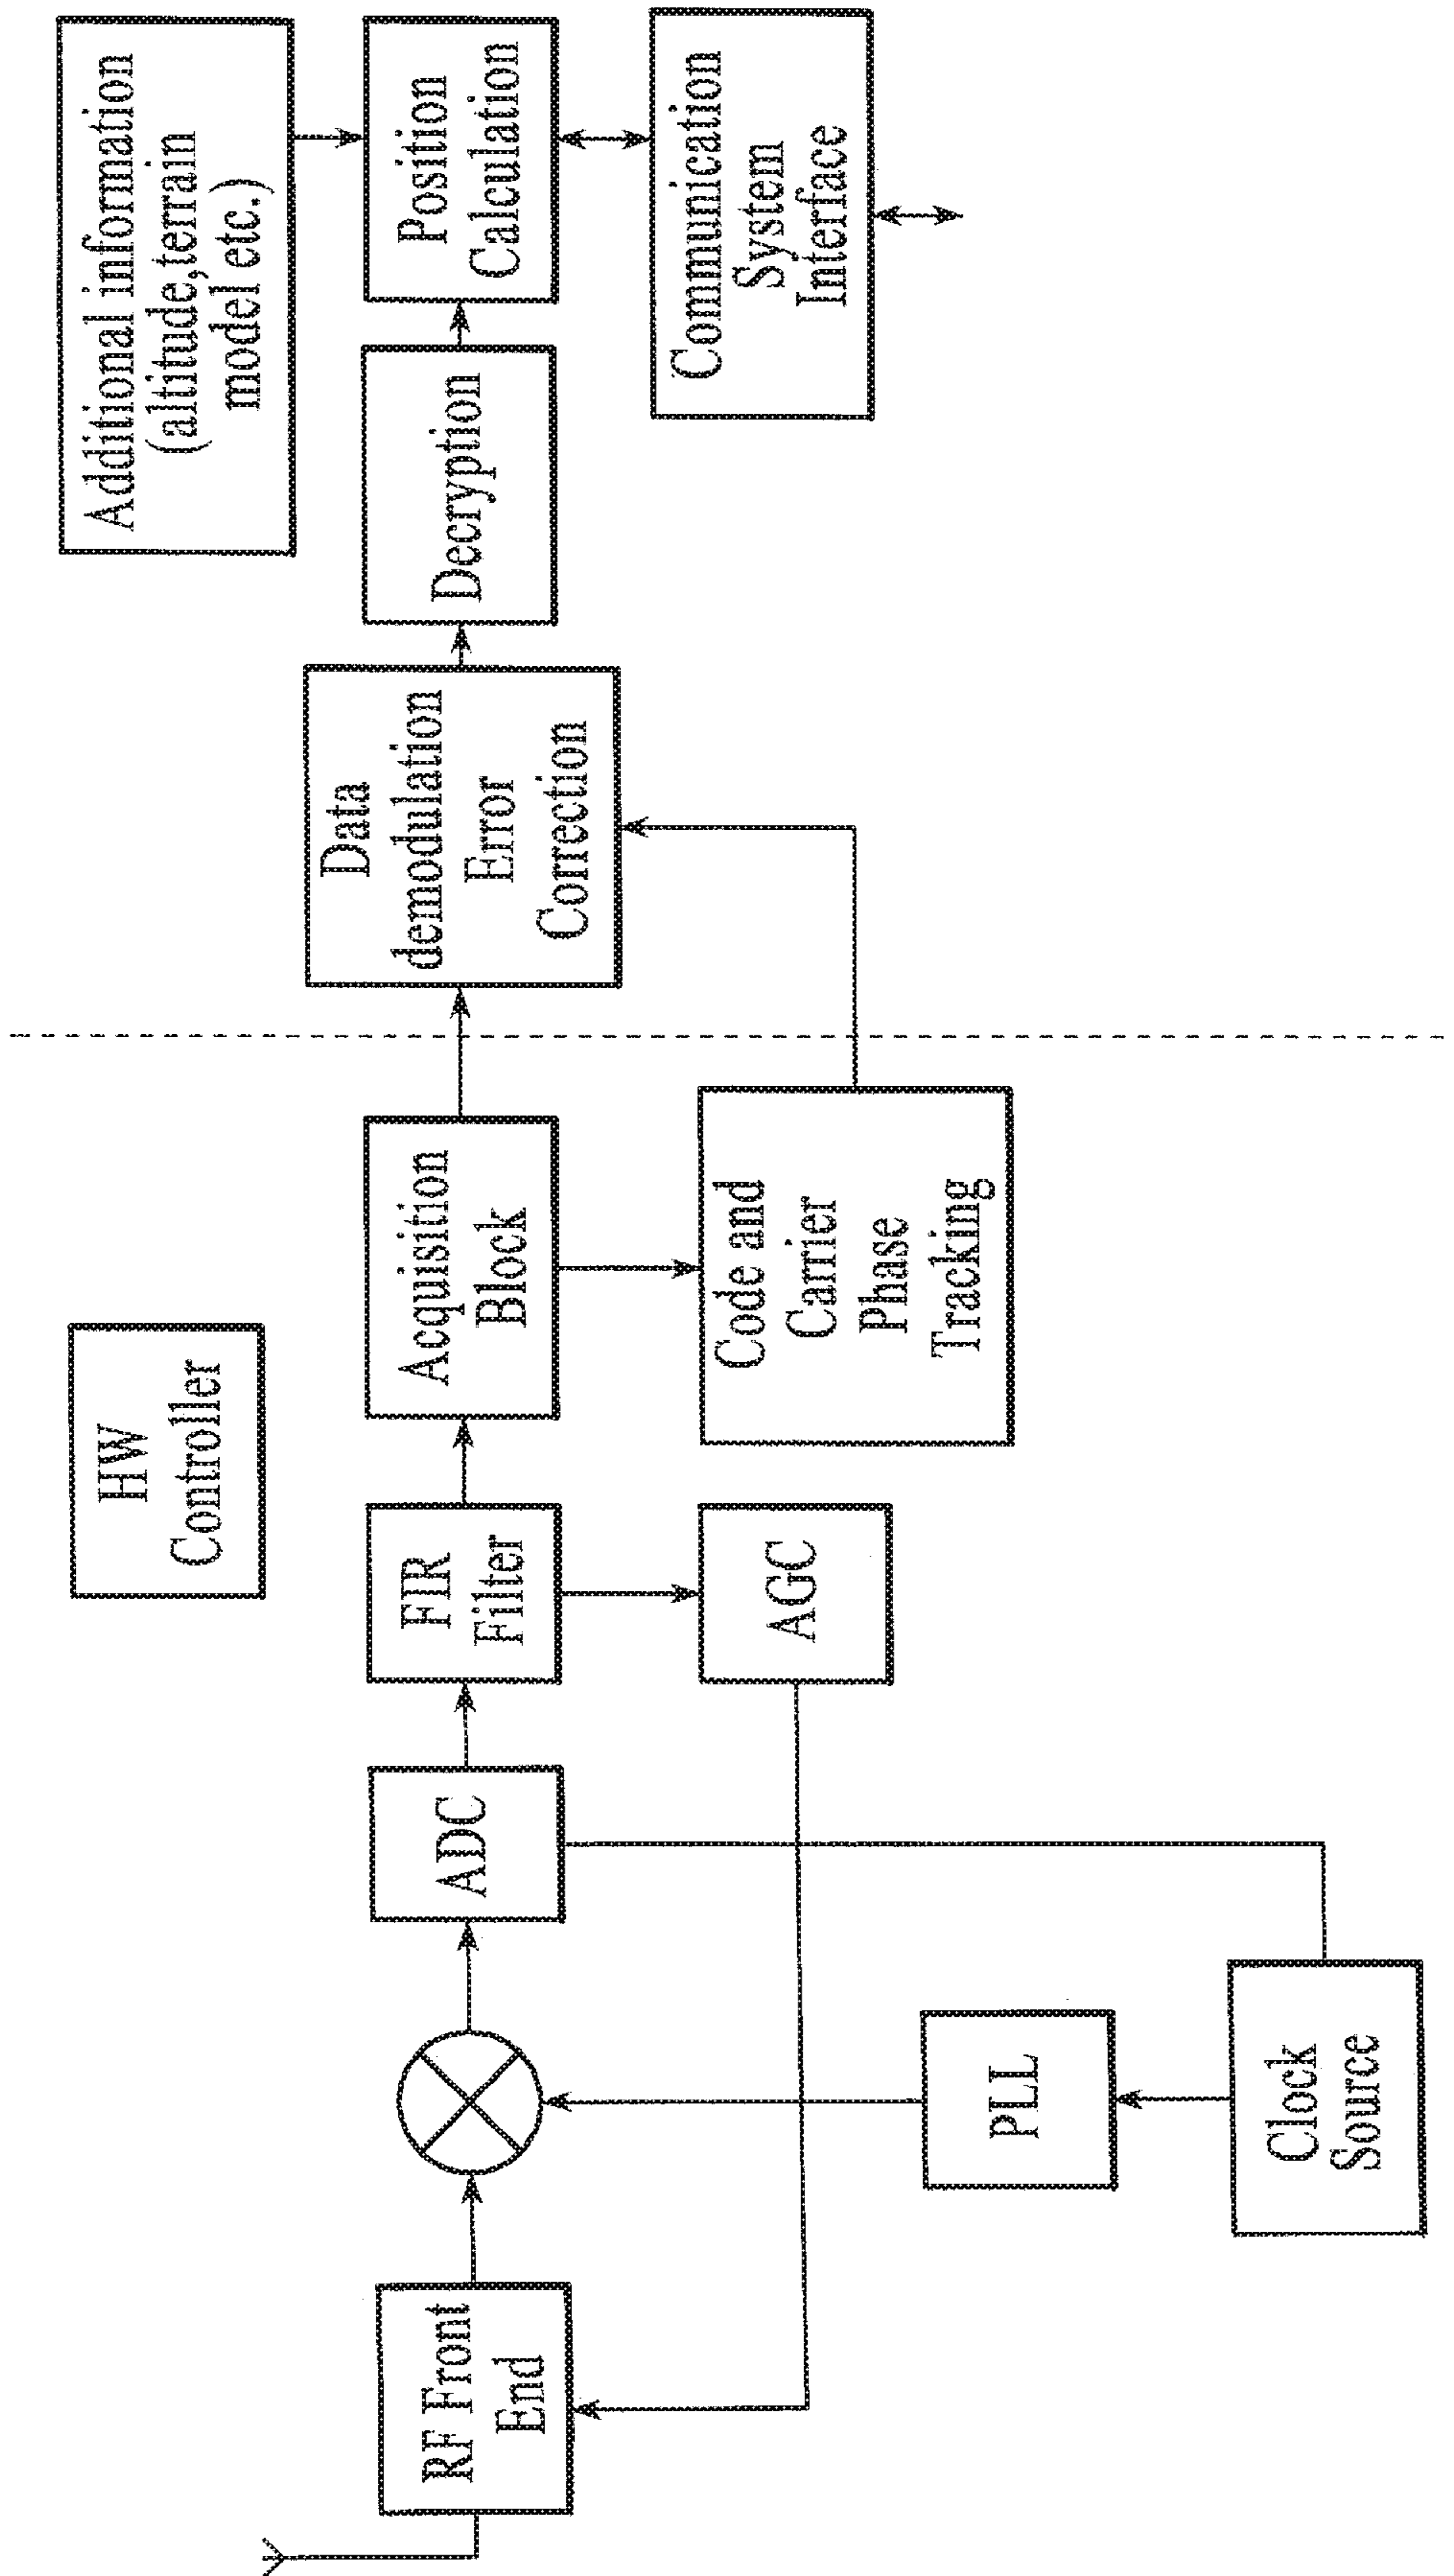 RF Front
End
ADC
FIR
Filter
HW
Controller
Acquisition
Block
Data
demodulation
Error
Correction
Decryption
Additional information
(altitude,terrain
model etc.)
Position
Calculation
Communication
System
Interface
Code and
Carrier
Phase
Tracking
AGC
PLL
Clock
Source